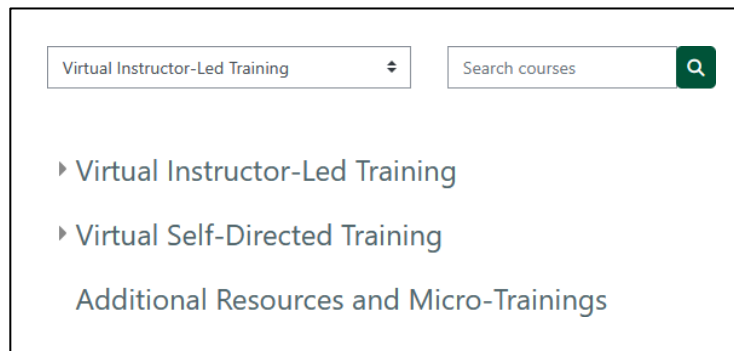 Virtual Instructor-Led Training
Search courses
Virtual Instructor-Led Training
Virtual Self-Directed Training
Additional Resources and Micro-Trainings